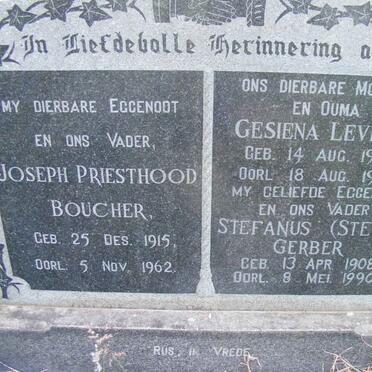 In Liefdevolle Herinnering a
MY DIERBARE EGGENOOT
EN ONS VADER,
JOSEPH PRIESTHOOD
BOUCHER,
GEB. 25 DES. 1915,
OORL. 5 NOV. 1962.
ONS DIERBARE MO
EN OUMA
GESIENA LEV
GEB. 14 AUG. 19
OORL. 18 AUG. 19
MY GELIEFDE EGGE
EN ONS VADER
STEFANUS (STE
GERBER
GEB. 13 APR 1908
OORL. 8 MEI. 1990
RUS IN VREDE